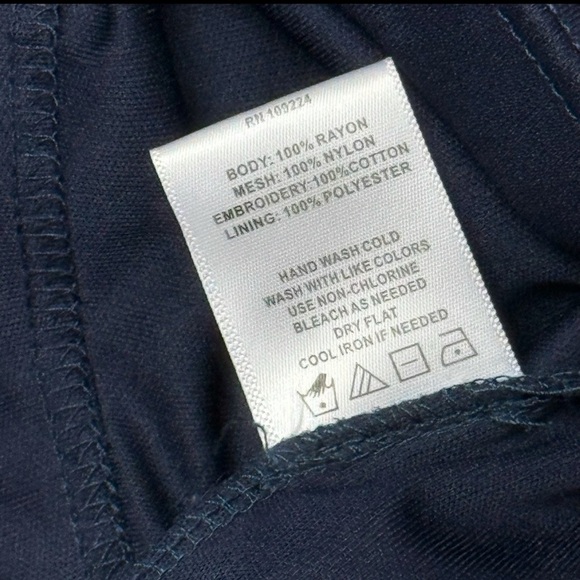 RN 109224
BODY: 100% RAYON
MESH: 100% NYLON
EMBROIDERY:100%COTTON
LINING: 100% POLYESTER
HAND WASH COLD
WASH WITH LIKE COLORS
USE NON-CHLORINE
BLEACH AS NEEDED
DRY FLAT
COOL IRON IF NEEDED